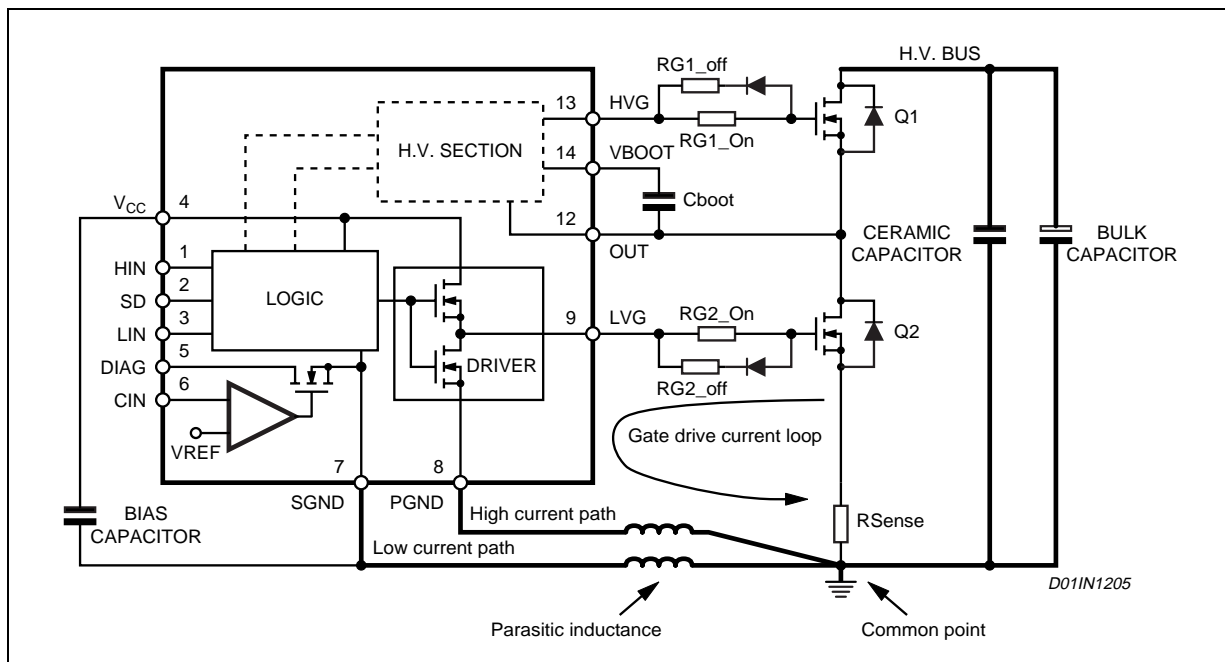 H.V. BUS
RG1_off
13
HVG
Q1
RG1_On
H.V. SECTION
14
VBOOT
Cboot
VCC
4
12
OUT
CERAMIC
CAPACITOR
BULK
CAPACITOR
HIN
1
SD
2
LIN
3
LOGIC
9
LVG
RG2_On
Q2
DIAG
5
DRIVER
RG2_off
CIN
6
VREF
Gate drive current loop
7
8
SGND
PGND
BIAS
CAPACITOR
High current path
RSense
Low current path
D01IN1205
Parasitic inductance
Common point